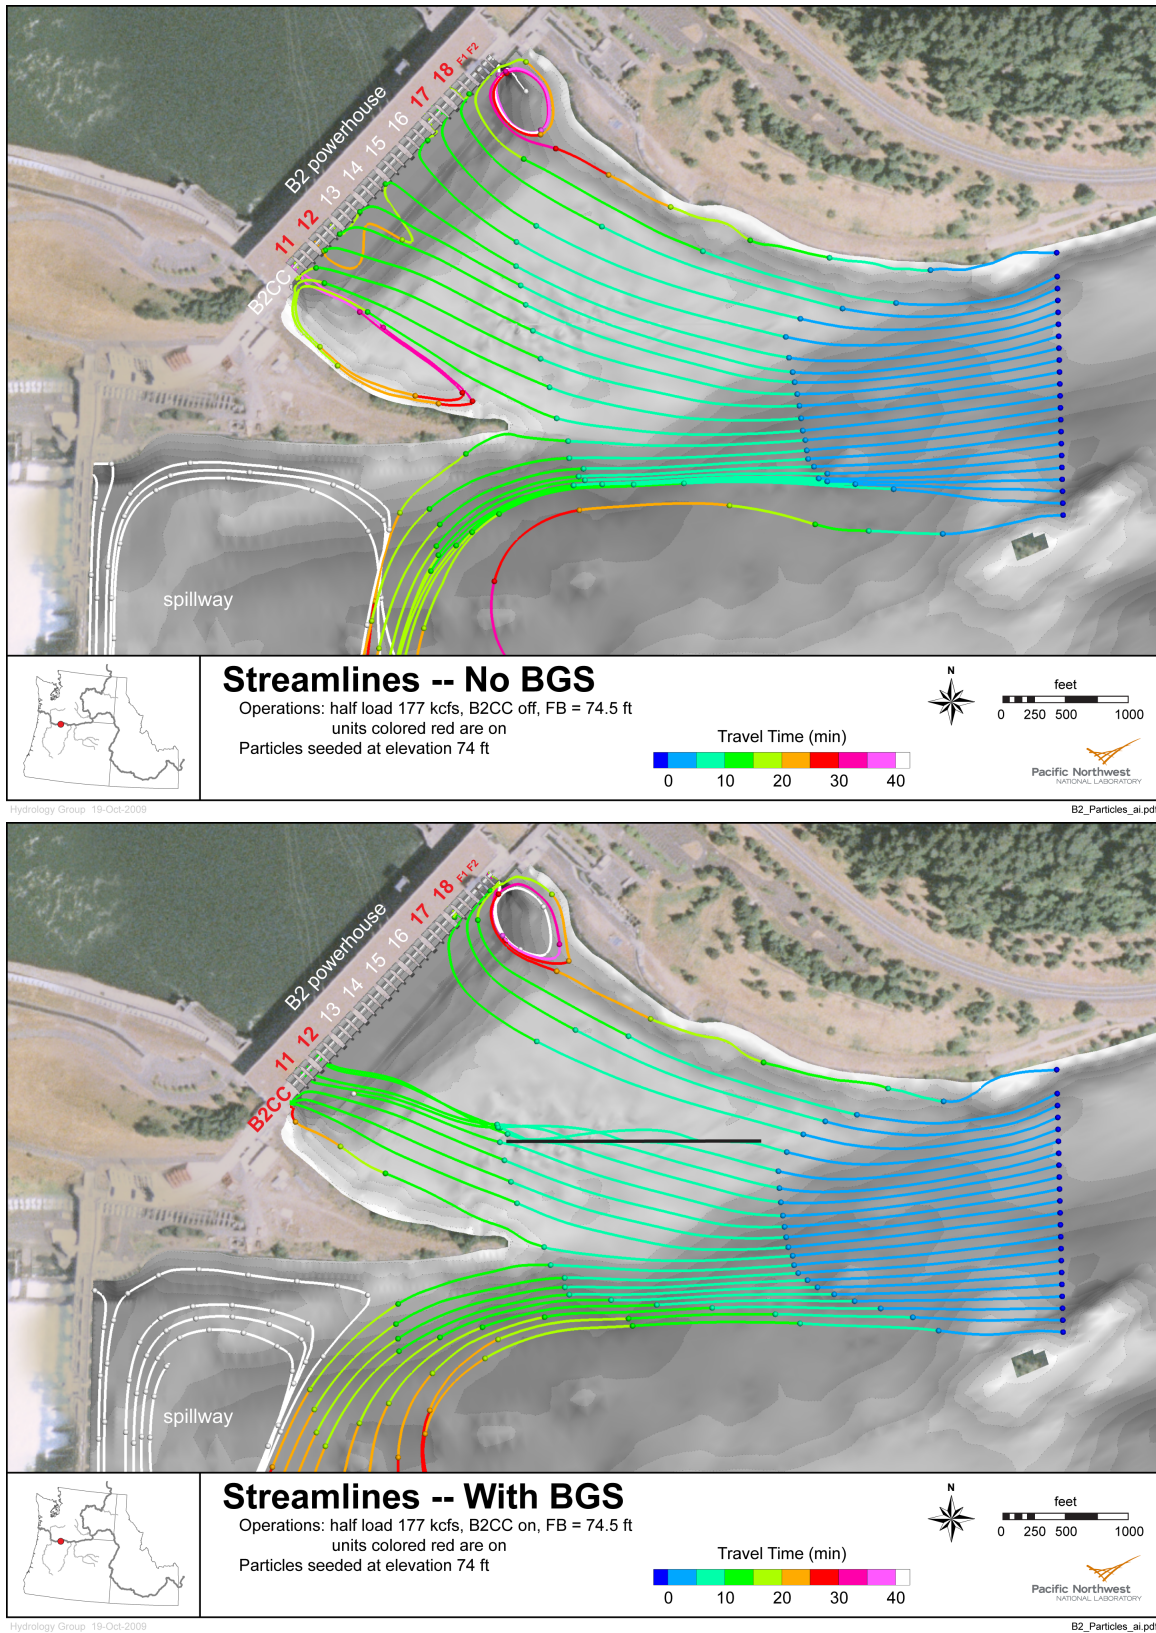 B2 powerhouse
F1 F2
18
17
16
15
14
13
12
11
B2CC
spillway
Streamlines -- No BGS
Operations: half load 177 kcfs, B2CC off, FB = 74.5 ft
units colored red are on
Particles seeded at elevation 74 ft
Travel Time (min)
0 10 20 30 40
N
feet
0 250 500 1000
Pacific Northwest
NATIONAL LABORATORY
Hydrology Group 19-Oct-2009
B2_Particles_ai.pdf
B2 powerhouse
F1 F2
18
17
16
15
14
13
12
11
B2CC
spillway
Streamlines -- With BGS
Operations: half load 177 kcfs, B2CC on, FB = 74.5 ft
units colored red are on
Particles seeded at elevation 74 ft
Travel Time (min)
0 10 20 30 40
N
feet
0 250 500 1000
Pacific Northwest
NATIONAL LABORATORY
Hydrology Group 19-Oct-2009
B2_Particles_ai.pdf